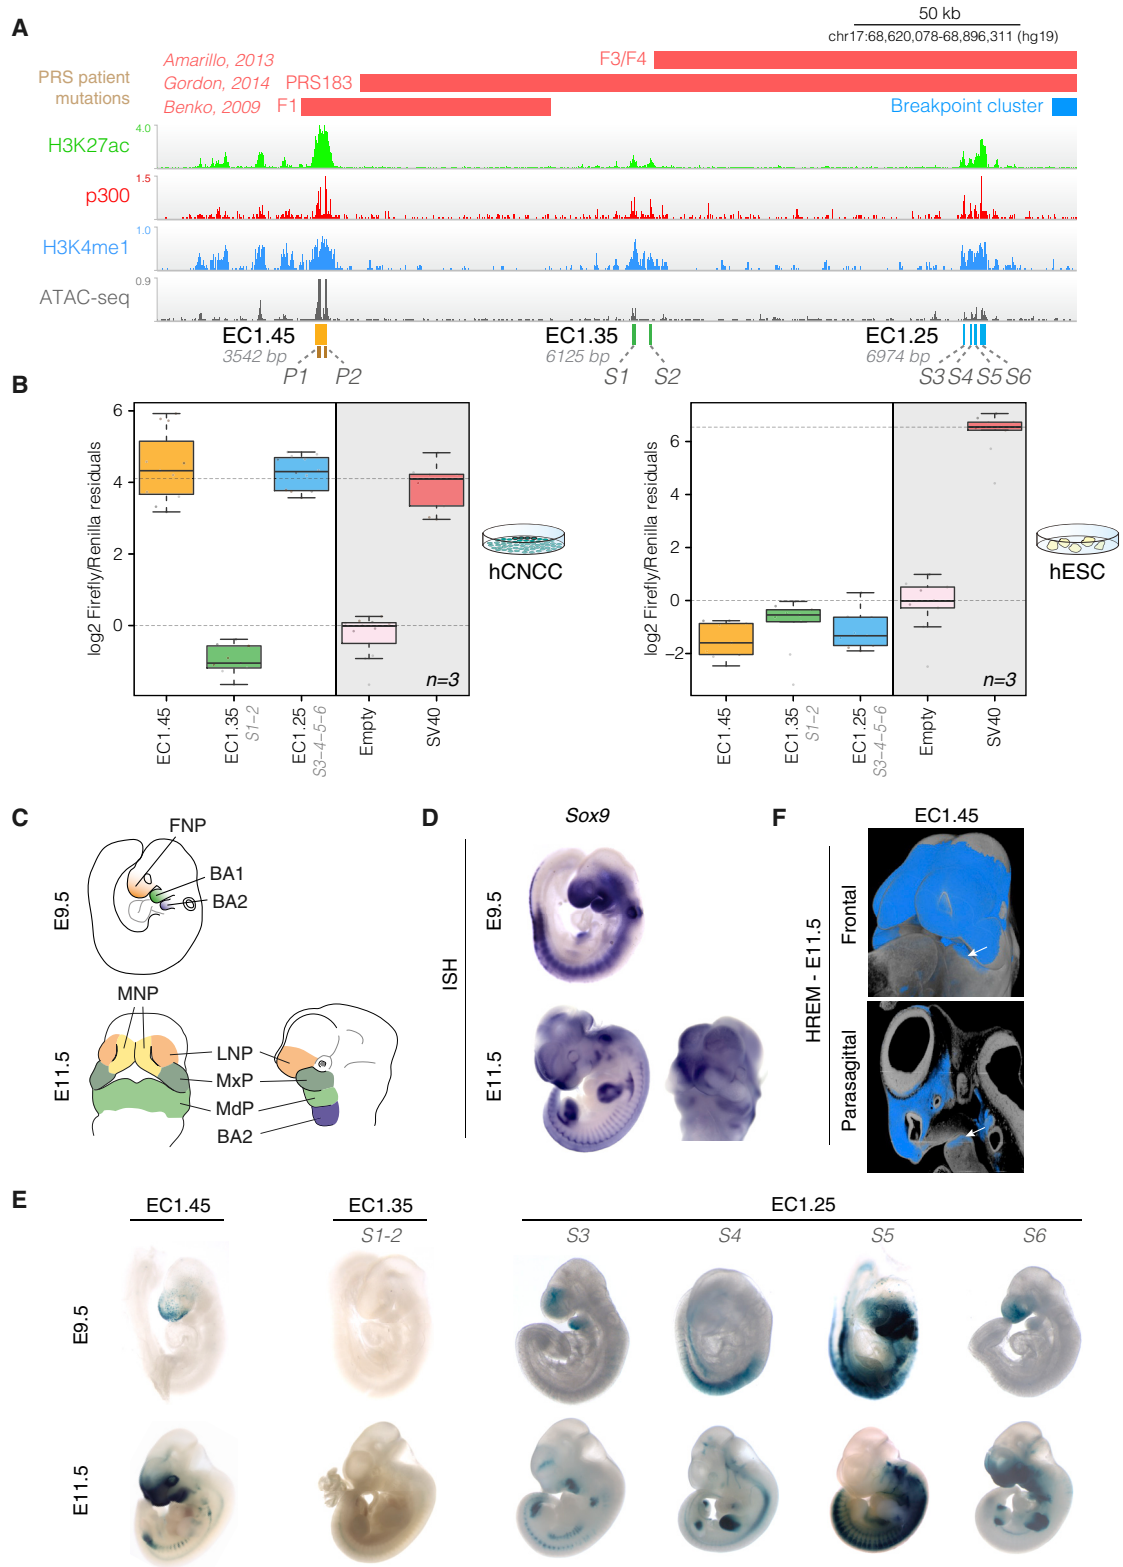 A
50 kb
chr17:68,620,078-68,896,311 (hg19)
PRS patient
mutations
Amarillo, 2013
F3/F4
Gordon, 2014
PRS183
Benko, 2009
F1
Breakpoint cluster
H3K27ac
4.0
p300
1.5
H3K4me1
1.0
ATAC-seq
0.9
EC1.45
3542 bp
P1
P2
EC1.35
6125 bp
S1
S2
EC1.25
6974 bp
S3
S4
S5
S6
B
log2 Firefly/Renilla residuals
6
4
2
0
n=3
EC1.45
EC1.35
S1-2
EC1.25
S3-4-5-6
Empty
SV40
hCNCC
log2 Firefly/Renilla residuals
6
4
2
0
−2
n=3
EC1.45
EC1.35
S1-2
EC1.25
S3-4-5-6
Empty
SV40
hESC
C
E9.5
FNP
BA1
BA2
E11.5
MNP
LNP
MxP
MdP
BA2
D
Sox9
ISH
E9.5
E11.5
F
EC1.45
HREM - E11.5
Frontal
Parasagittal
E
EC1.45
EC1.35
S1-2
EC1.25
S3
S4
S5
S6
E9.5
E11.5